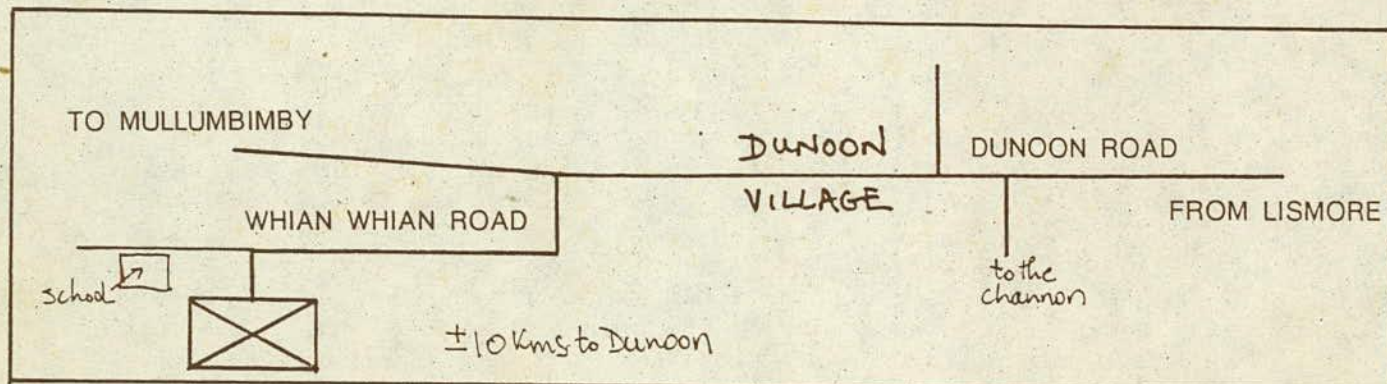 TO MULLUMBIMBY
DUNOON
VILLAGE
DUNOON ROAD
FROM LISMORE
WHIAN WHIAN ROAD
school
to the
channon
±10 Kms to Dunoon